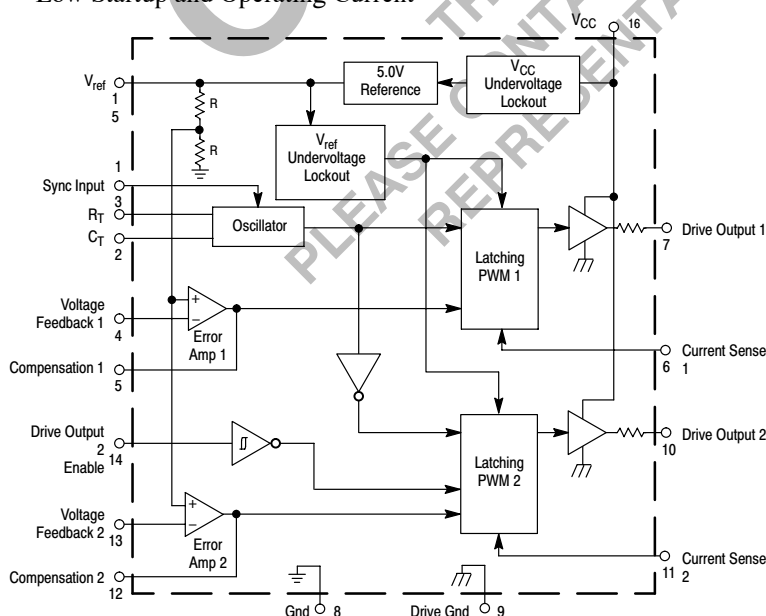 Low Startup and Operating Current
PLEASE CONTA
REPRESENTA
TH
VCC 16
Vref
1
5
R
R
5.0V
Reference
VCC
Undervoltage
Lockout
Vref
Undervoltage
Lockout
1
Sync Input
3
RT
CT
2
Oscillator
Latching
PWM 1
Drive Output 1
7
Voltage
Feedback 1
4
+
–
Error
Amp 1
Compensation 1
5
Current Sense
6 1
Drive Output
2
14
Enable
Latching
PWM 2
Drive Output 2
10
Voltage
Feedback 2
13
+
–
Error
Amp 2
Compensation 2
12
Current Sense
11 2
Gnd 8
Drive Gnd 9